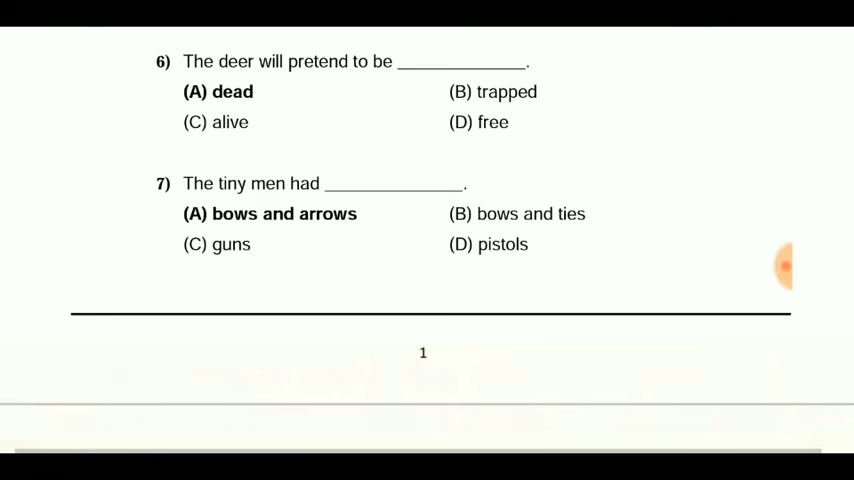 6) The deer will pretend to be _____________.
(A) dead (B) trapped
(C) alive (D) free
7) The tiny men had ______________.
(A) bows and arrows (B) bows and ties
(C) guns (D) pistols
1